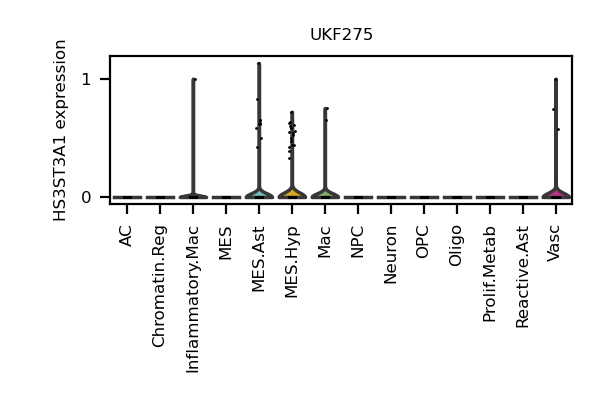 UKF275
HS3ST3A1 expression
1
0
AC
Chromatin.Reg
Inflammatory.Mac
MES
MES.Ast
MES.Hyp
Mac
NPC
Neuron
OPC
Oligo
Prolif.Metab
Reactive.Ast
Vasc